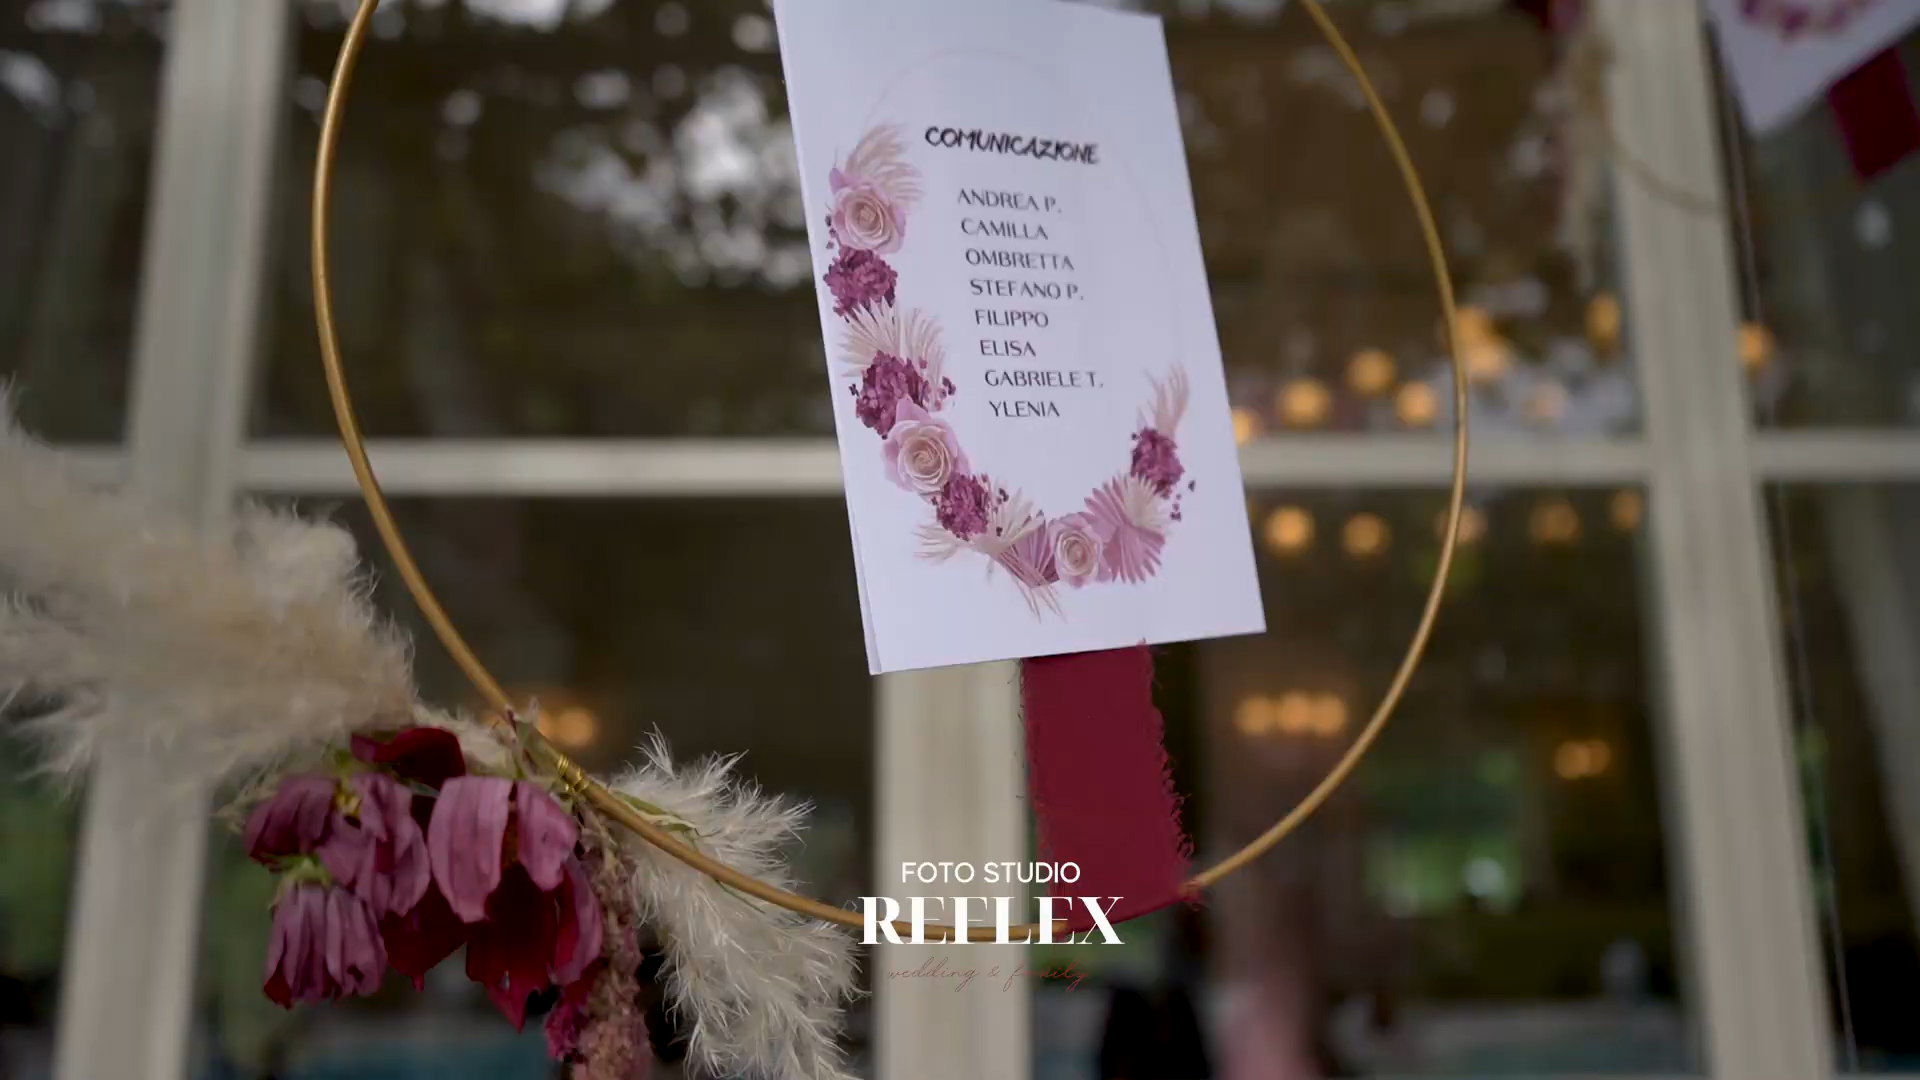 COMUNICAZIONE
ANDREA P.
CAMILLA
OMBRETTA
STEFANO P.
FILIPPO
ELISA
GABRIELE T.
YLENIA
FOTO STUDIO
REFLEX
wedding & family